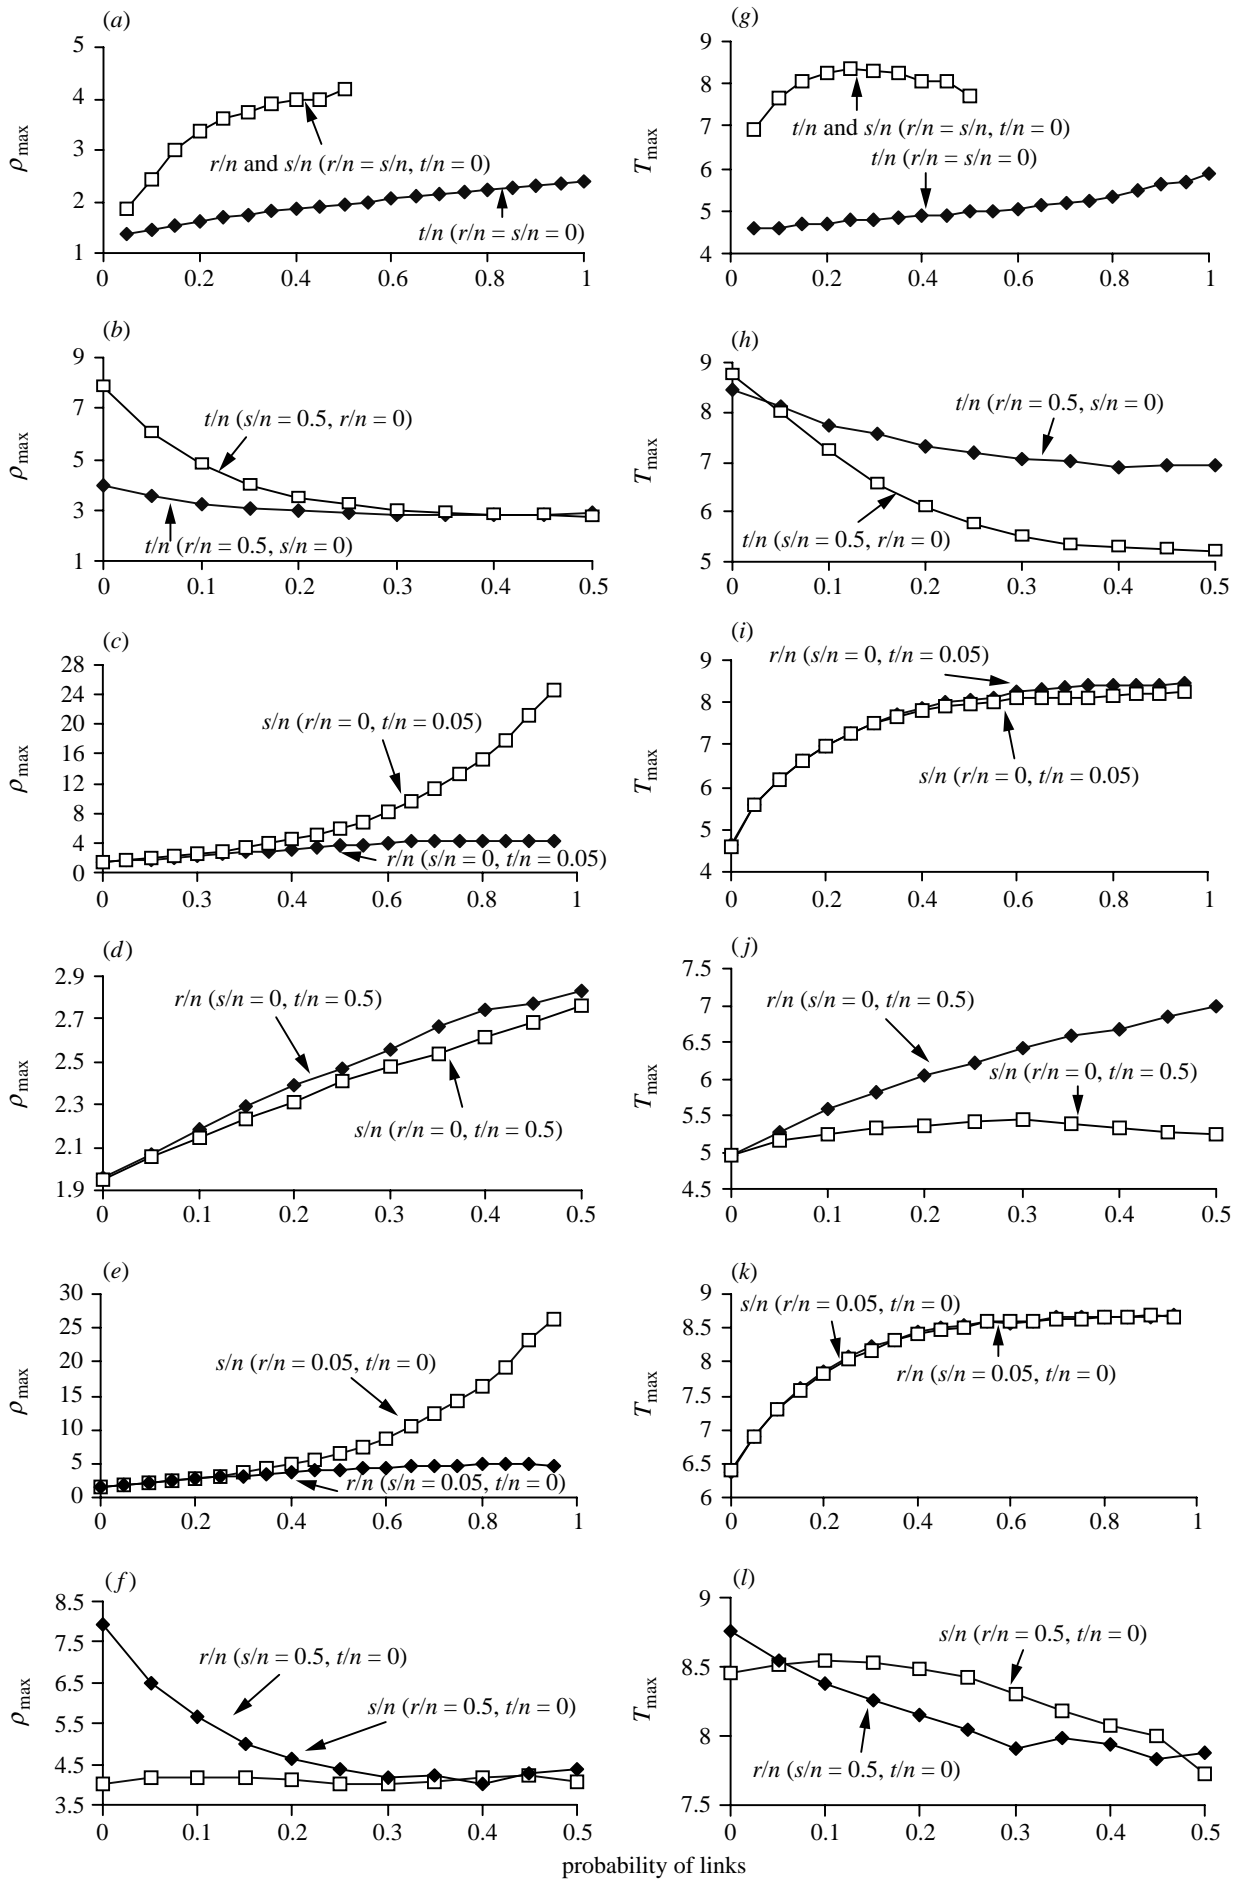 (a)
5
4
3
2
1
ρmax
r/n and s/n (r/n = s/n, t/n = 0)
t/n (r/n = s/n = 0)
0 0.2 0.4 0.6 0.8 1
(g)
9
8
7
6
5
4
Tmax
t/n and s/n (r/n = s/n, t/n = 0)
t/n (r/n = s/n = 0)
0 0.2 0.4 0.6 0.8 1
(b)
9
7
5
3
1
ρmax
t/n (s/n = 0.5, r/n = 0)
t/n (r/n = 0.5, s/n = 0)
0 0.1 0.2 0.3 0.4 0.5
(h)
9
8
7
6
5
Tmax
t/n (r/n = 0.5, s/n = 0)
t/n (s/n = 0.5, r/n = 0)
0 0.1 0.2 0.3 0.4 0.5
(c)
28
24
20
16
12
8
4
0
ρmax
s/n (r/n = 0, t/n = 0.05)
r/n (s/n = 0, t/n = 0.05)
0 0.3 0.4 0.6 0.8 1
(i)
9
8
7
6
5
4
Tmax
r/n (s/n = 0, t/n = 0.05)
s/n (r/n = 0, t/n = 0.05)
0 0.2 0.4 0.6 0.8 1
(d)
2.9
2.7
2.5
2.3
2.1
1.9
ρmax
r/n (s/n = 0, t/n = 0.5)
s/n (r/n = 0, t/n = 0.5)
0 0.1 0.2 0.3 0.4 0.5
(j)
7.5
7
6.5
6
5.5
5
4.5
Tmax
r/n (s/n = 0, t/n = 0.5)
s/n (r/n = 0, t/n = 0.5)
0 0.1 0.2 0.3 0.4 0.5
(e)
30
25
20
15
10
5
0
ρmax
s/n (r/n = 0.05, t/n = 0)
r/n (s/n = 0.05, t/n = 0)
0 0.2 0.4 0.6 0.8 1
(k)
9
8.5
8
7.5
7
6.5
6
Tmax
s/n (r/n = 0.05, t/n = 0)
r/n (s/n = 0.05, t/n = 0)
0 0.2 0.4 0.6 0.8 1
(f)
8.5
7.5
6.5
5.5
4.5
3.5
ρmax
r/n (s/n = 0.5, t/n = 0)
s/n (r/n = 0.5, t/n = 0)
0 0.1 0.2 0.3 0.4 0.5
(l)
9
8.5
8
7.5
Tmax
s/n (r/n = 0.5, t/n = 0)
r/n (s/n = 0.5, t/n = 0)
0 0.1 0.2 0.3 0.4 0.5
probability of links